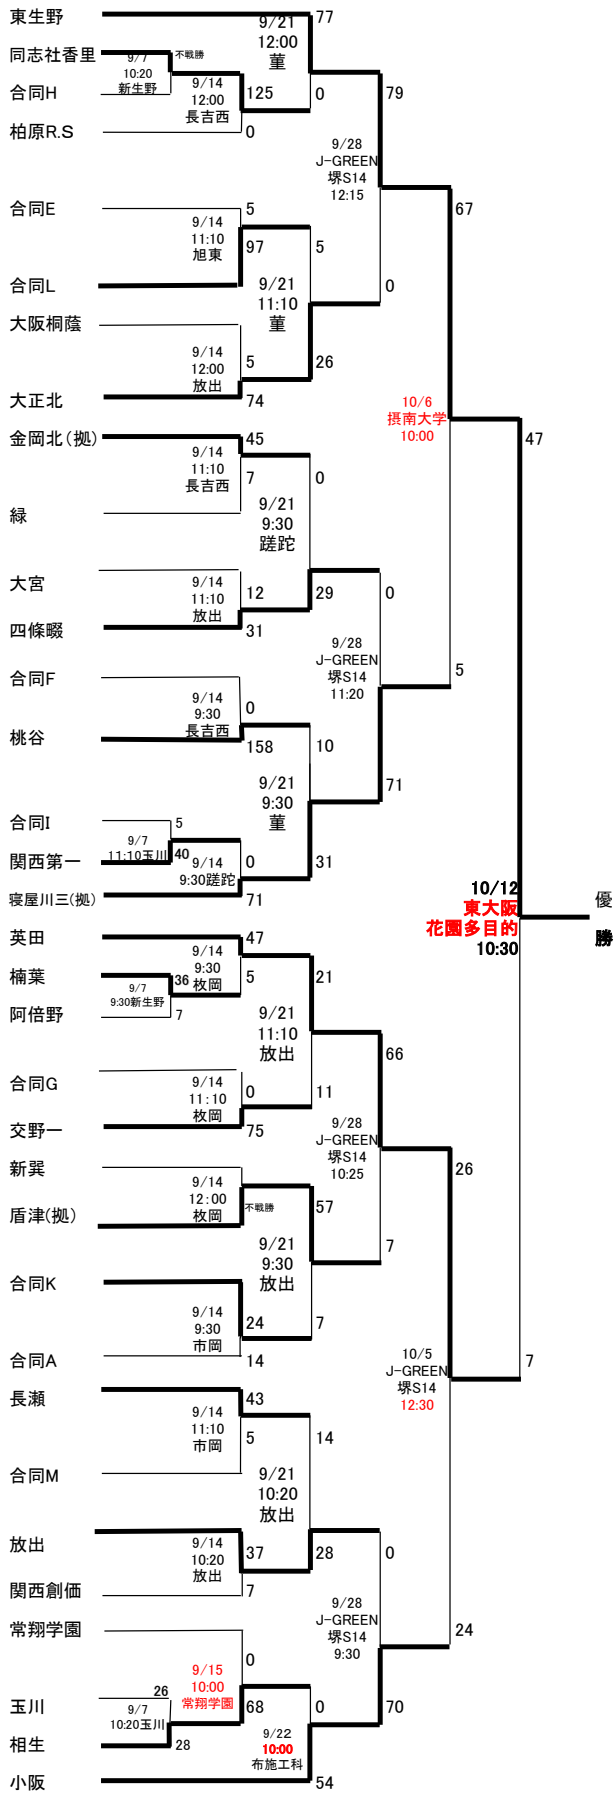 東生野
9/21
12:00
菫
77
同志社香里
9/7
10:20
新生野
不戦勝
合同H
9/14
12:00
長吉西
125
0
79
柏原R.S
0
9/28
J-GREEN
堺S14
12:15
合同E
5
9/14
11:10
旭東
97
5
67
合同L
9/21
11:10
菫
0
大阪桐蔭
9/14
12:00
放出
5
26
大正北
74
10/6
摂南大学
10:00
金岡北(拠)
45
47
9/14
11:10
長吉西
7
0
緑
9/21
9:30
蹉跎
大宮
9/14
11:10
放出
12
29
0
四條畷
31
9/28
J-GREEN
堺S14
11:20
合同F
5
9/14
9:30
長吉西
0
桃谷
158
10
9/21
9:30
菫
71
合同I
5
9/7
11:10玉川
関西第一
40
9/14
9:30蹉跎
0
31
寝屋川三(拠)
71
10/12
東大阪
花園多目的
10:30
優
勝
英田
47
9/14
9:30
枚岡
楠葉
36
9/7
9:30新生野
5
21
阿倍野
7
9/21
11:10
放出
66
合同G
9/14
11:10
枚岡
0
11
交野一
75
9/28
J-GREEN
堺S14
10:25
新巽
26
9/14
12:00
枚岡
不戦勝
57
盾津(拠)
9/21
9:30
放出
7
合同K
9/14
9:30
市岡
24
7
合同A
14
10/5
J-GREEN
堺S14
12:30
7
長瀬
43
9/14
11:10
市岡
5
14
合同M
9/21
10:20
放出
放出
9/14
10:20
放出
37
28
0
関西創価
7
9/28
J-GREEN
堺S14
9:30
常翔学園
24
0
9/15
10:00
常翔学園
玉川
26
9/7
10:20玉川
68
0
70
相生
28
9/22
10:00
布施工科
小阪
54